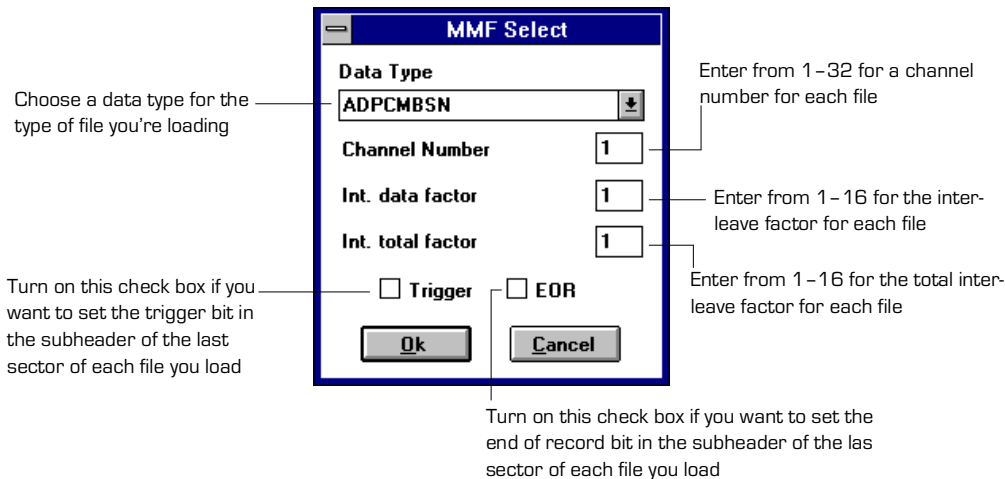 MMF Select
Data Type
ADPCMBSN
Channel Number 1
Int. data factor 1
Int. total factor 1
Trigger EOR
Ok Cancel
Choose a data type for the
type of file you're loading
Enter from 1–32 for a channel
number for each file
Enter from 1–16 for the inter-
leave factor for each file
Enter from 1–16 for the total inter-
leave factor for each file
Turn on this check box if you
want to set the trigger bit in
the subheader of the last
sector of each file you load
Turn on this check box if you want to set the
end of record bit in the subheader of the las
sector of each file you load